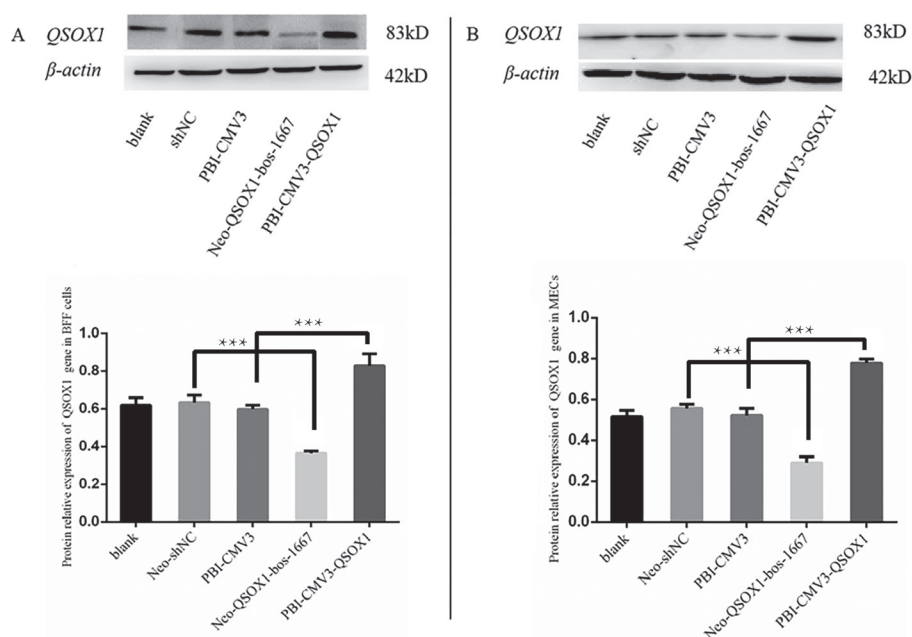 A
QSOX1
83kD
β-actin
42kD
blank
shNC
PBI-CMV3
Neo-QSOX1-bos-1667
PBI-CMV3-QSOX1
Protein relative expression of QSOX1 gene in BFF cells
1.0
0.8
0.6
0.4
0.2
0.0
***
***
blank
Neo-shNC
PBI-CMV3
Neo-QSOX1-bos-1667
PBI-CMV3-QSOX1
B
QSOX1
83kD
β-actin
42kD
blank
shNC
PBI-CMV3
Neo-QSOX1-bos-1667
PBI-CMV3-QSOX1
Protein relative expression of QSOX1 gene in MECs
1.0
0.8
0.6
0.4
0.2
0.0
***
***
blank
Neo-shNC
PBI-CMV3
Neo-QSOX1-bos-1667
PBI-CMV3-QSOX1